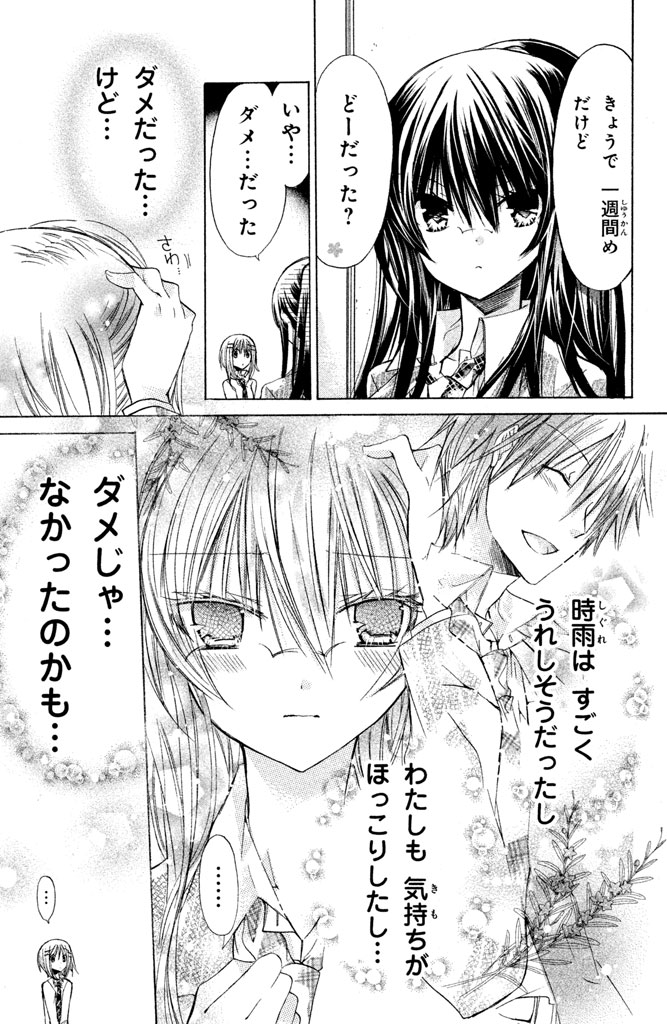 きょうで 一週間め
だけど
どーだった？
いや…
ダメ…だった
ダメだった…
けど…
さわ…
時雨は すごく
うれしそうだったし
わたしも 気持ちが
ほっこりしたし…
……
ダメじゃ…
なかったのかも…
…